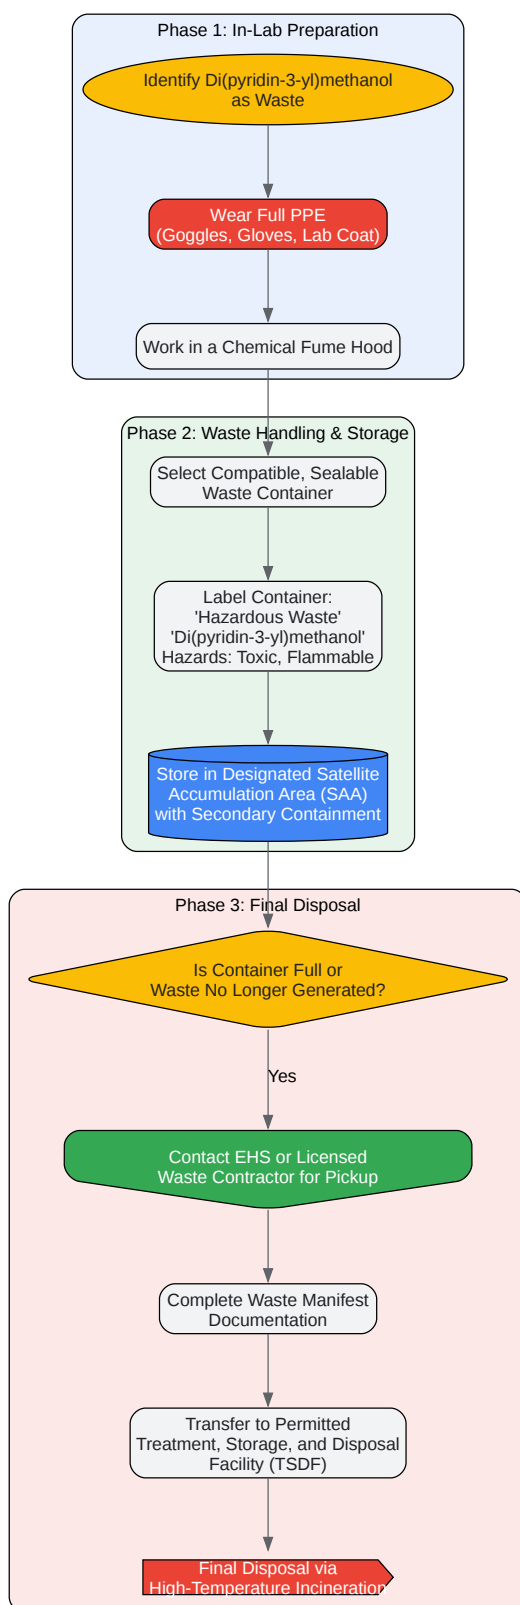 Phase 1: In-Lab Preparation
Identify Di(pyridin-3-yl)methanol
as Waste
Wear Full PPE
(Goggles, Gloves, Lab Coat)
Work in a Chemical Fume Hood
Phase 2: Waste Handling & Storage
Select Compatible, Sealable
Waste Container
Label Container:
'Hazardous Waste'
'Di(pyridin-3-yl)methanol'
Hazards: Toxic, Flammable
Store in Designated Satellite
Accumulation Area (SAA)
with Secondary Containment
Phase 3: Final Disposal
Is Container Full or
Waste No Longer Generated?
Yes
Contact EHS or Licensed
Waste Contractor for Pickup
Complete Waste Manifest
Documentation
Transfer to Permitted
Treatment, Storage, and Disposal
Facility (TSDF)
Final Disposal via
High-Temperature Incineration